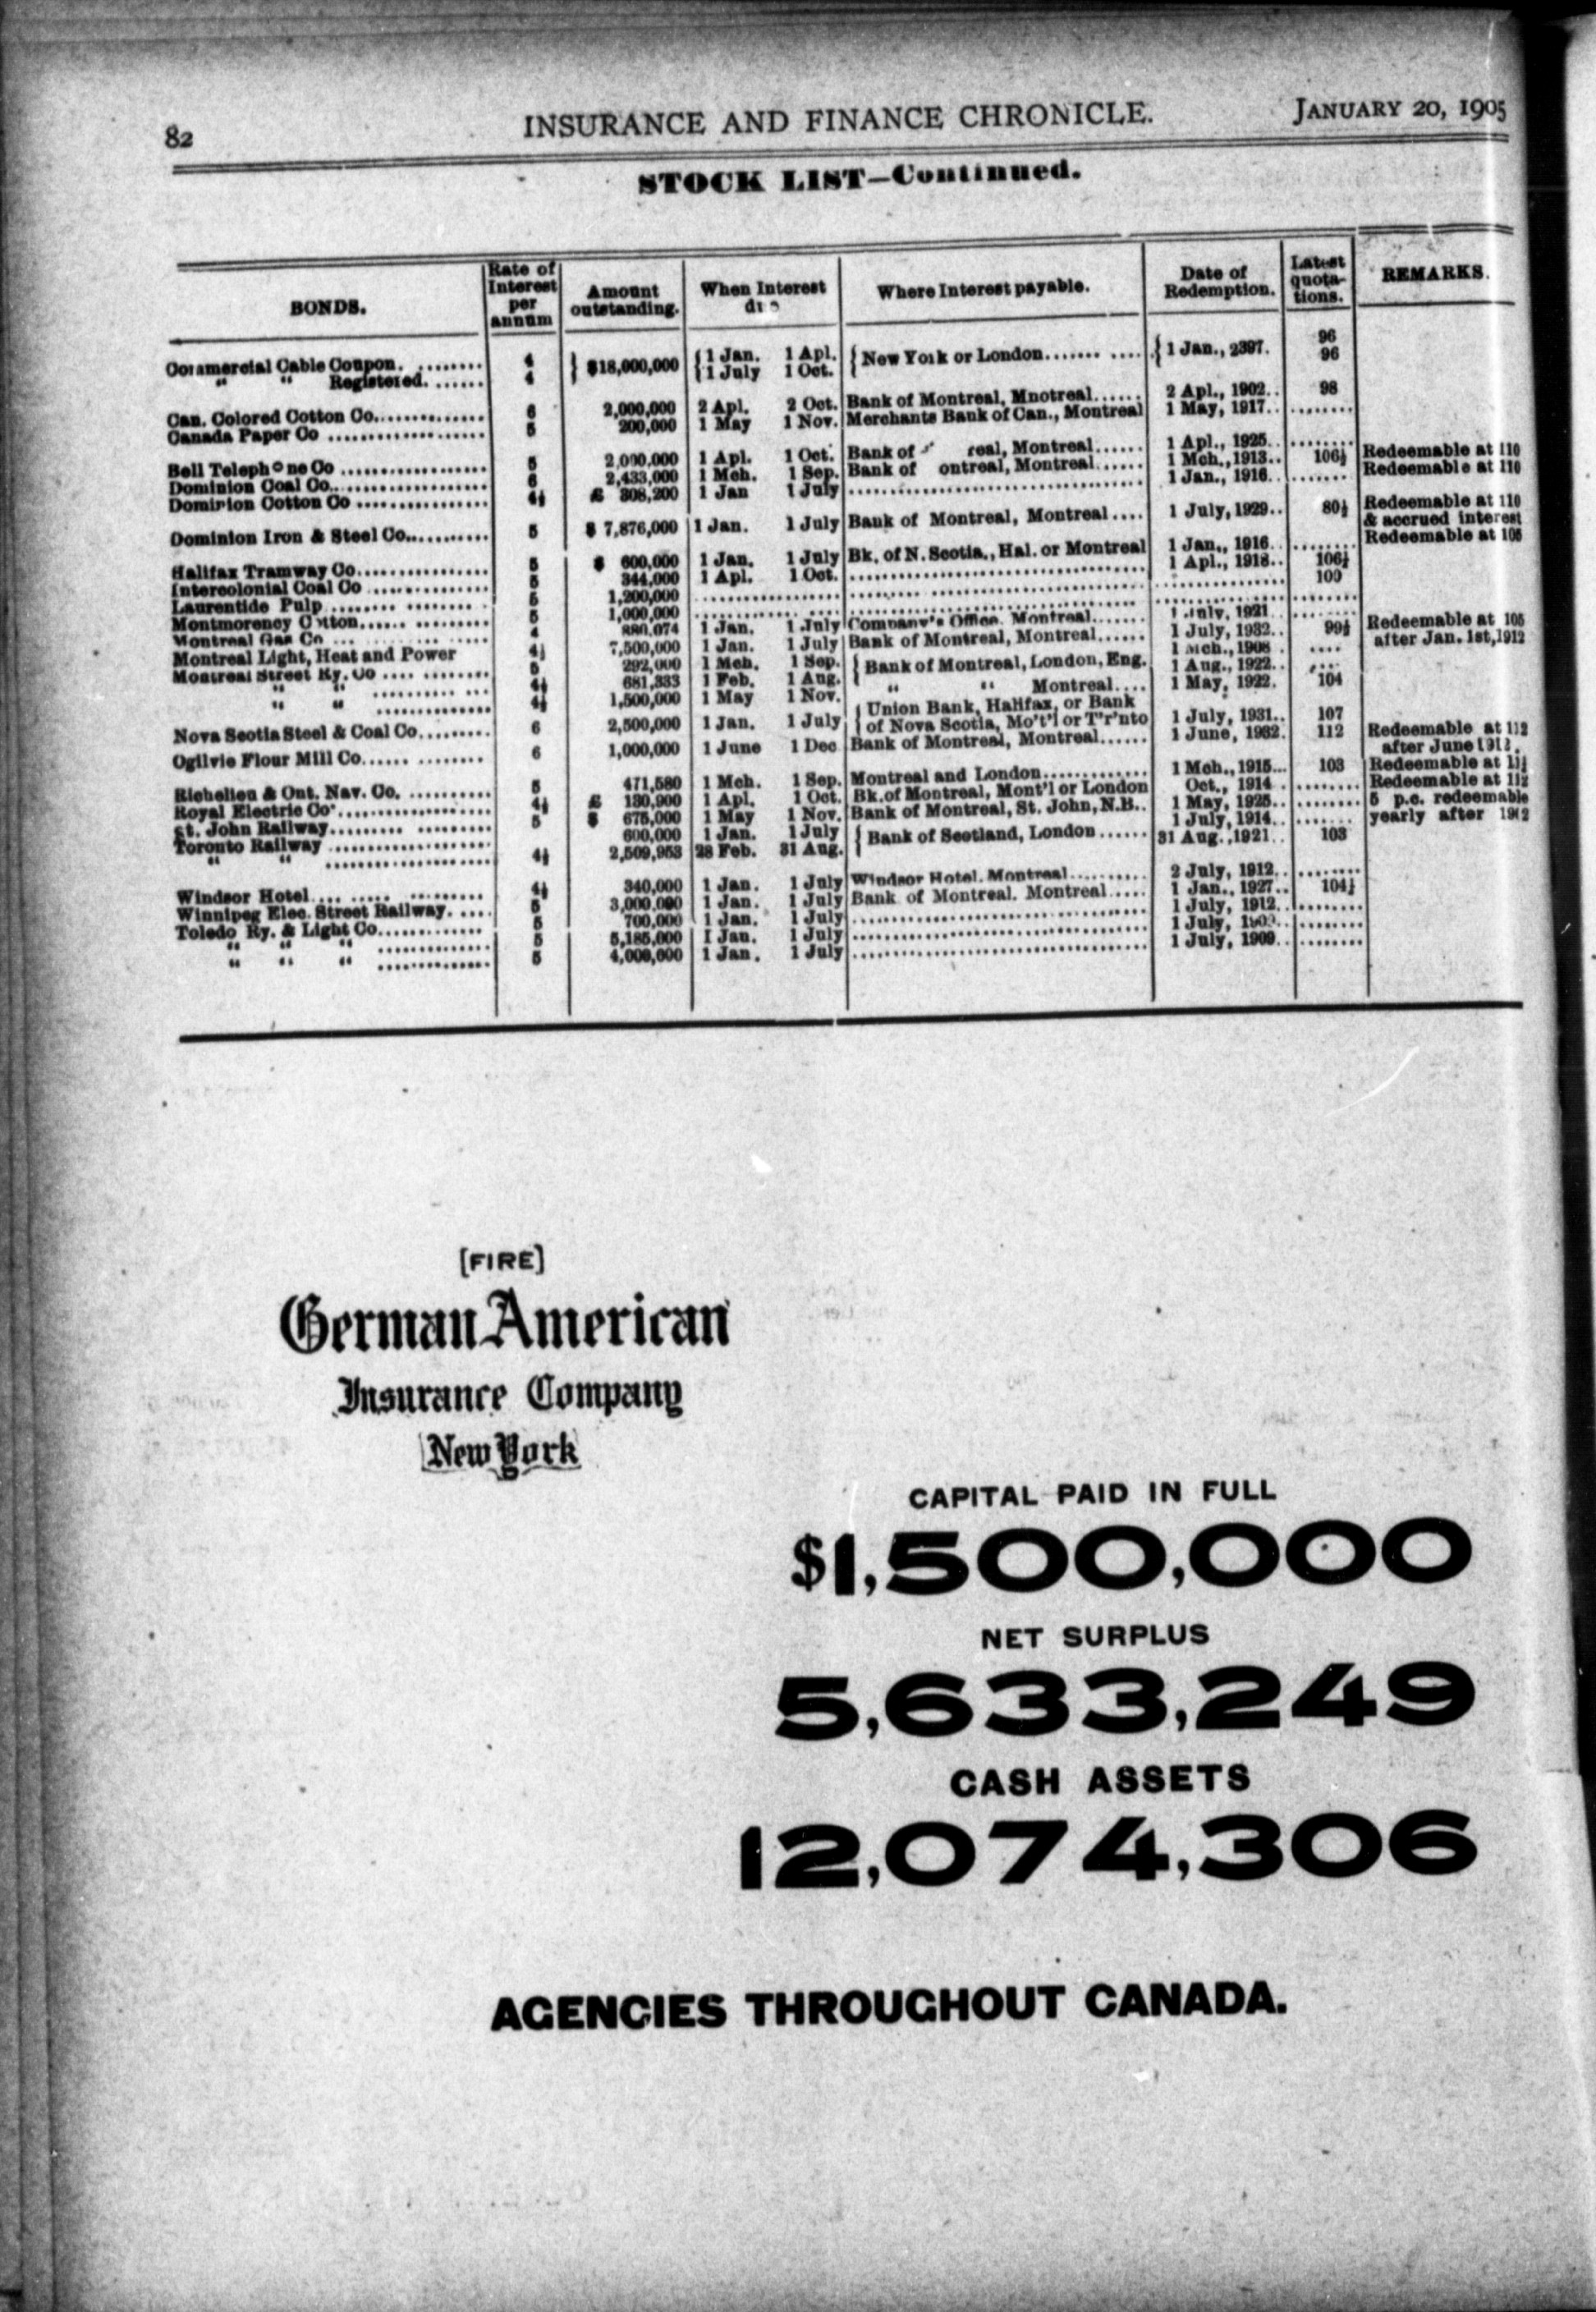 82
INSURANCE AND FINANCE CHRONICLE.
JANUARY 20, 1905
STOCK LIST—Continued.
BONDS.
Rate of Interest per annum
Amount outstanding.
When Interest
Where Interest payable.
Date of Redemption.
Latest quotations.
REMARKS.
Commercial Cable Coupon. 4 $18,000,000 1 Jan. 1 Apl. New York or London 1 Jan., 2397. 96
" " Registered. 4 1 July 1 Oct. 96
Can. Colored Cotton Co. 6 2,000,000 2 Apl. 2 Oct. Bank of Montreal, Mnotreal 2 Apl., 1902. 98
Canada Paper Co 5 200,000 1 May 1 Nov. Merchants Bank of Can., Montreal 1 May, 1917.
Bell Telephone Co 5 2,000,000 1 Apl. 1 Oct. Bank of real, Montreal 1 Apl., 1925. Redeemable at 110
Dominion Coal Co. 6 2,433,000 1 Mch. 1 Sep. Bank of ontreal, Montreal 1 Mch., 1913. 106½ Redeemable at 110
Dominion Cotton Co 4½ £ 308,200 1 Jan 1 July 1 Jan., 1916.
Dominion Iron & Steel Co. 5 $ 7,876,000 1 Jan. 1 July Bank of Montreal, Montreal 1 July, 1929. 80½ Redeemable at 110
& accrued interest
Halifax Tramway Co. 5 $ 600,000 1 Jan. 1 July Bk. of N. Scotia., Hal. or Montreal 1 Jan., 1916. Redeemable at 105
Intercolonial Coal Co 5 344,000 1 Apl. 1 Oct. 1 Apl., 1918. 106½
Laurentide Pulp 5 1,200,000 100
Montmorency Cotton 5 1,000,000
Montreal Gas Co 4 880,074 1 Jan. 1 July Company's Office, Montreal 1 July, 1921
Montreal Light, Heat and Power 4½ 7,500,000 1 Jan. 1 July Bank of Montreal, Montreal 1 July, 1932. 99½ Redeemable at 105
after Jan. 1st, 1912
Montreal Street Ry. Co 5 292,000 1 Mch. 1 Sep. Bank of Montreal, London, Eng. 1 Mch., 1908
" " 4½ 681,333 1 Feb. 1 Aug. 1 Aug., 1922.
" " 4½ 1,500,000 1 May 1 Nov. " " Montreal 1 May, 1922. 104
Nova Scotia Steel & Coal Co. 6 2,500,000 1 Jan. 1 July Union Bank, Halifax, or Bank
of Nova Scotia, Mo't'l or T'r'nto 1 July, 1931. 107
Ogilvie Flour Mill Co. 6 1,000,000 1 June 1 Dec Bank of Montreal, Montreal 1 June, 1932. 112 Redeemable at 112
after June 1912.
Richelieu & Ont. Nav. Co. 5 471,580 1 Mch. 1 Sep. Montreal and London 1 Mch., 1915. 103 Redeemable at
Royal Electric Co. 4½ £ 130,900 1 Apl. 1 Oct. Bk. of Montreal, Mont'l or London Oct., 1914 Redeemable at 112
St. John Railway 5 $ 675,000 1 May 1 Nov. Bank of Montreal, St. John, N.B. 1 May, 1925. 5 p.c. redeemable
yearly after 1912
Toronto Railway 600,000 1 Jan. 1 July Bank of Scotland, London 1 July, 1914.
" " 4½ 2,509,953 28 Feb. 31 Aug. 31 Aug., 1921. 103
Windsor Hotel 4½ 340,000 1 Jan. 1 July Windsor Hotel, Montreal 2 July, 1912.
Winnipeg Elec. Street Railway. 5 3,000,000 1 Jan. 1 July Bank of Montreal. Montreal 1 Jan., 1927. 104½
Toledo Ry. & Light Co. 5 700,000 1 Jan. 1 July 1 July, 1912.
" " " 5 5,185,000 1 Jan. 1 July 1 July,
" " " 5 4,000,000 1 Jan. 1 July 1 July, 1909.
[FIRE]
German American
Insurance Company
New York
CAPITAL PAID IN FULL
$1,500,000
NET SURPLUS
5,633,249
CASH ASSETS
12,074,306
AGENCIES THROUGHOUT CANADA.